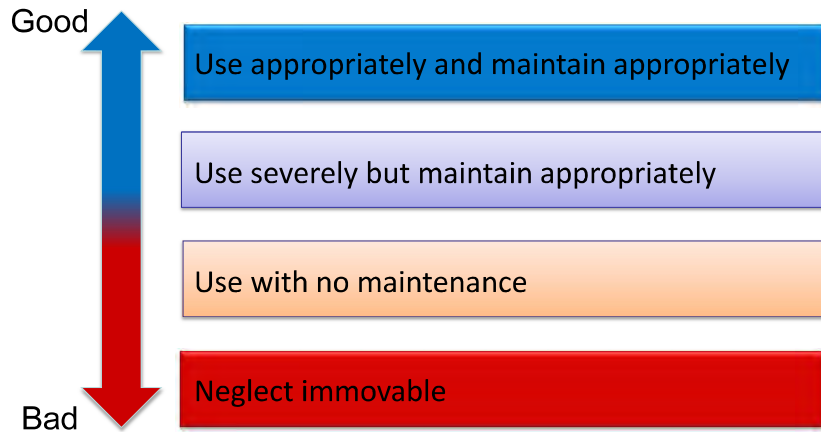 Good
Use appropriately and maintain appropriately
Use severely but maintain appropriately
Use with no maintenance
Neglect immovable
Bad